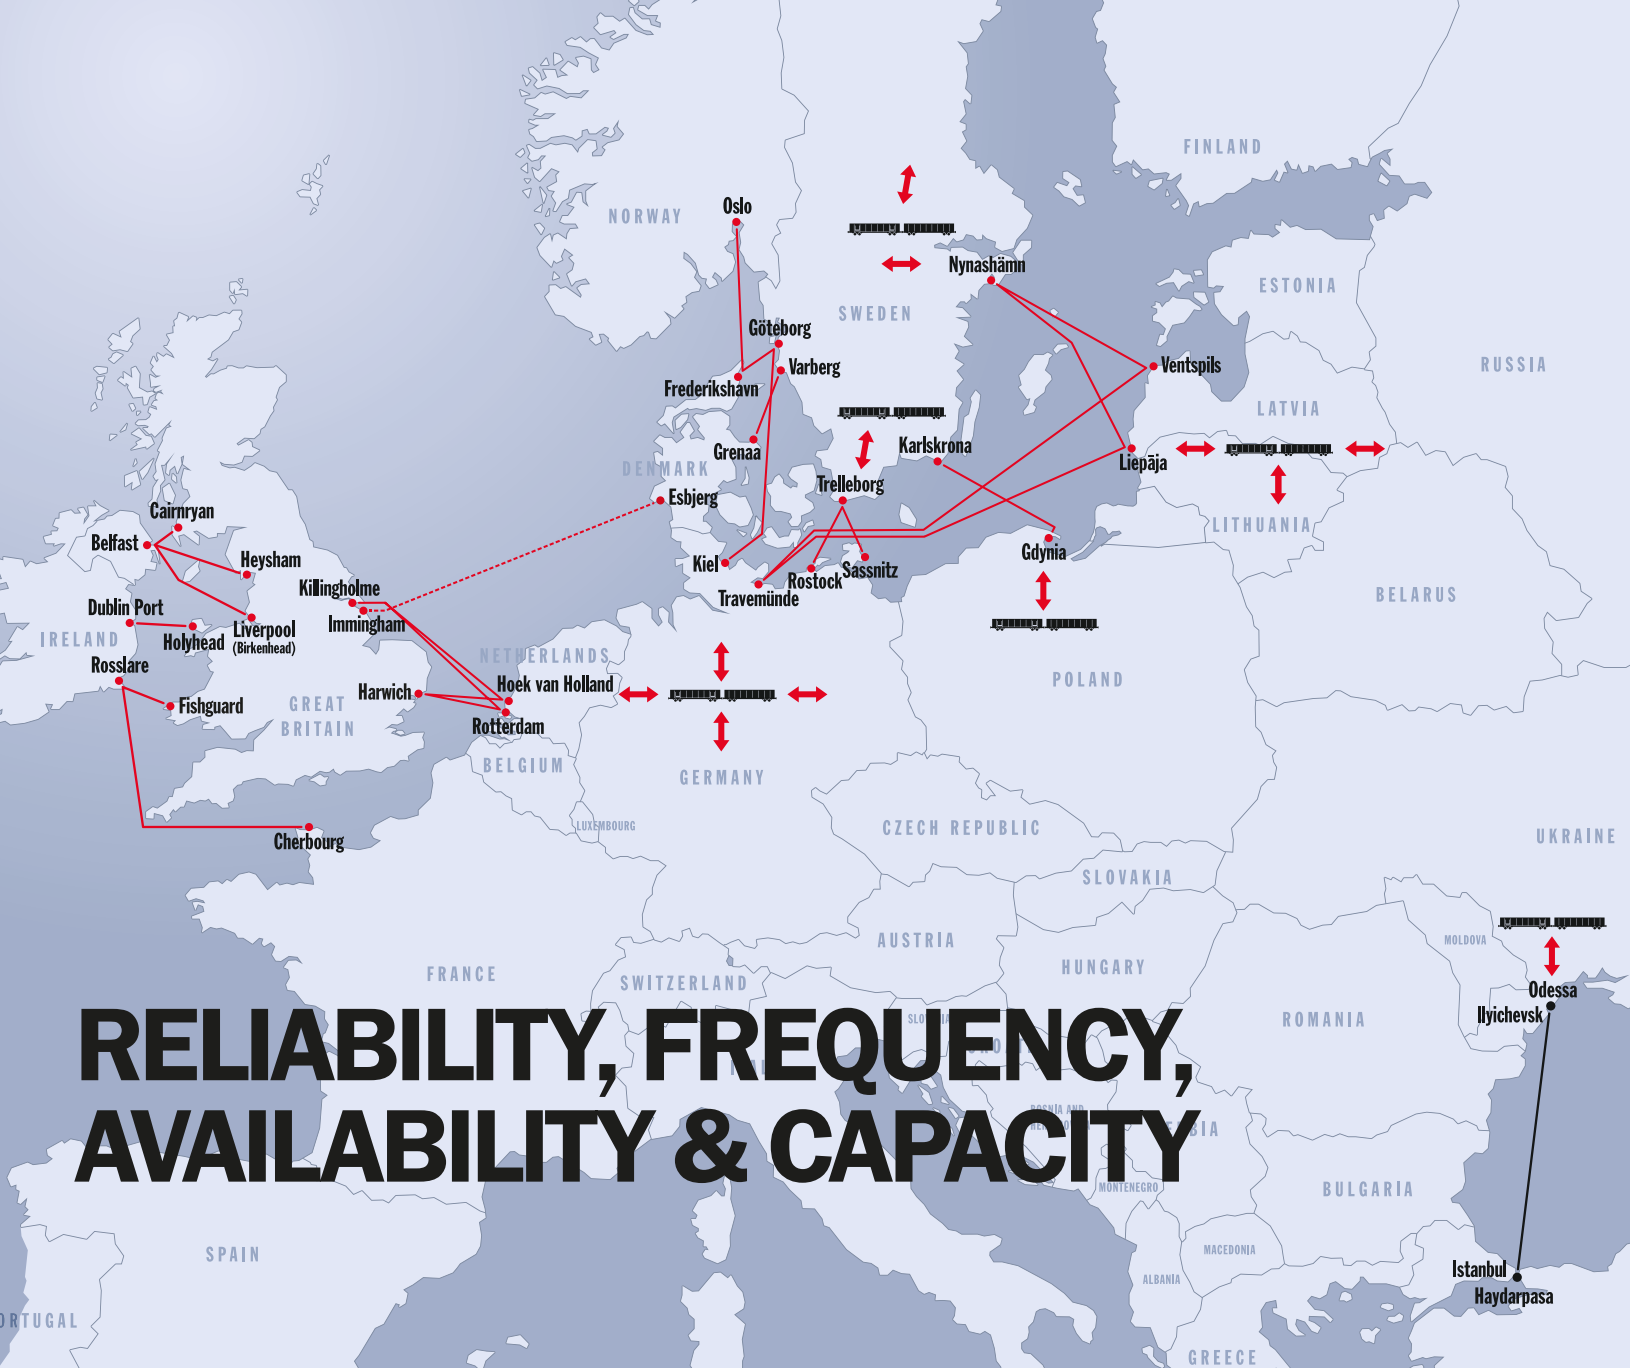 FINLAND
NORWAY
Oslo
Nynashämn
ESTONIA
SWEDEN
Göteborg
Varberg
Frederikshavn
Ventspils
RUSSIA
LATVIA
Grenaa
Karlskrona
Liepāja
DENMARK
Trelleborg
Esbjerg
LITHUANIA
Cairnryan
Belfast
Heysham
Kiel
Gdynia
Sassnitz
Rostock
Travemünde
Killingholme
Immingham
BELARUS
Dublin Port
IRELAND
Holyhead
Liverpool
(Birkenhead)
Rosslare
Fishguard
NETHERLANDS
Harwich
Hoek van Holland
Rotterdam
POLAND
GREAT
BRITAIN
BELGIUM
GERMANY
LUXEMBOURG
CZECH REPUBLIC
UKRAINE
Cherbourg
SLOVAKIA
AUSTRIA
MOLDOVA
HUNGARY
FRANCE
SWITZERLAND
Odessa
Ilyichevsk
ROMANIA
RELIABILITY, FREQUENCY,
AVAILABILITY & CAPACITY
MONTENEGRO
BULGARIA
SPAIN
MACEDONIA
Istanbul
ALBANIA
Haydarpasa
ORTUGAL
GREECE